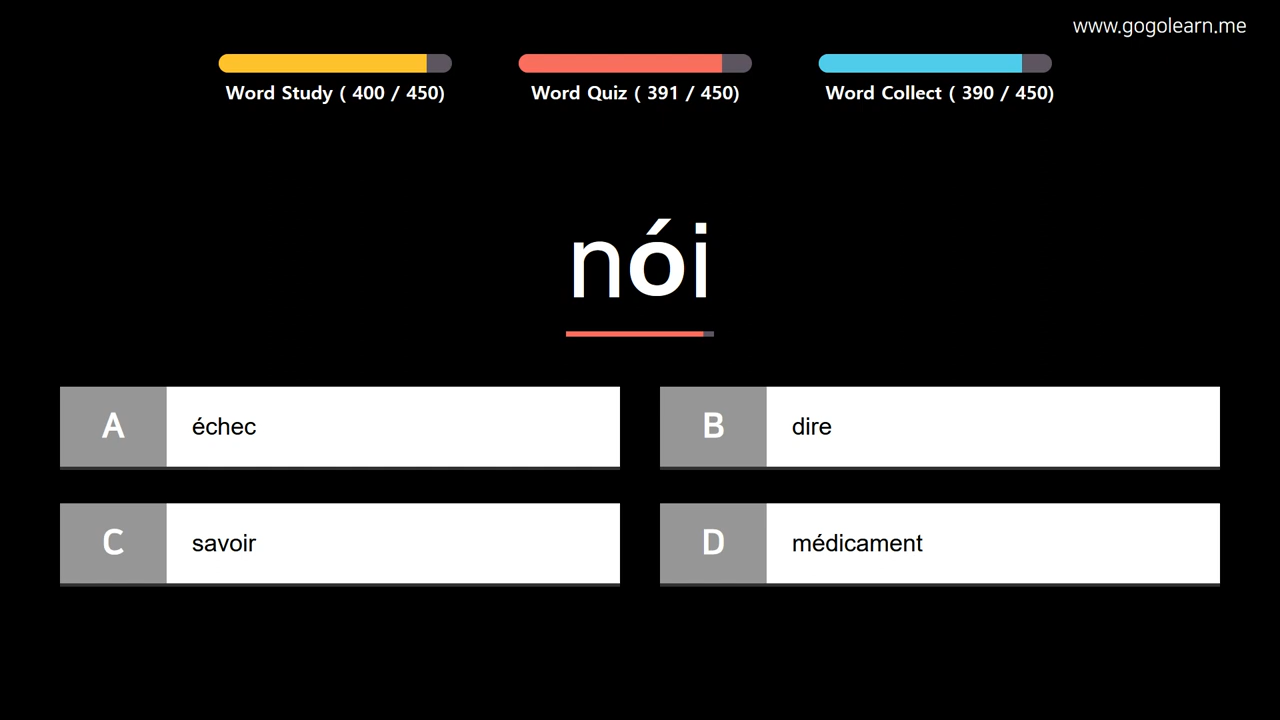 www.gogolearn.me
Word Study ( 400 / 450)
Word Quiz ( 391 / 450)
Word Collect ( 390 / 450)
nói
A échec
B dire
C savoir
D médicament